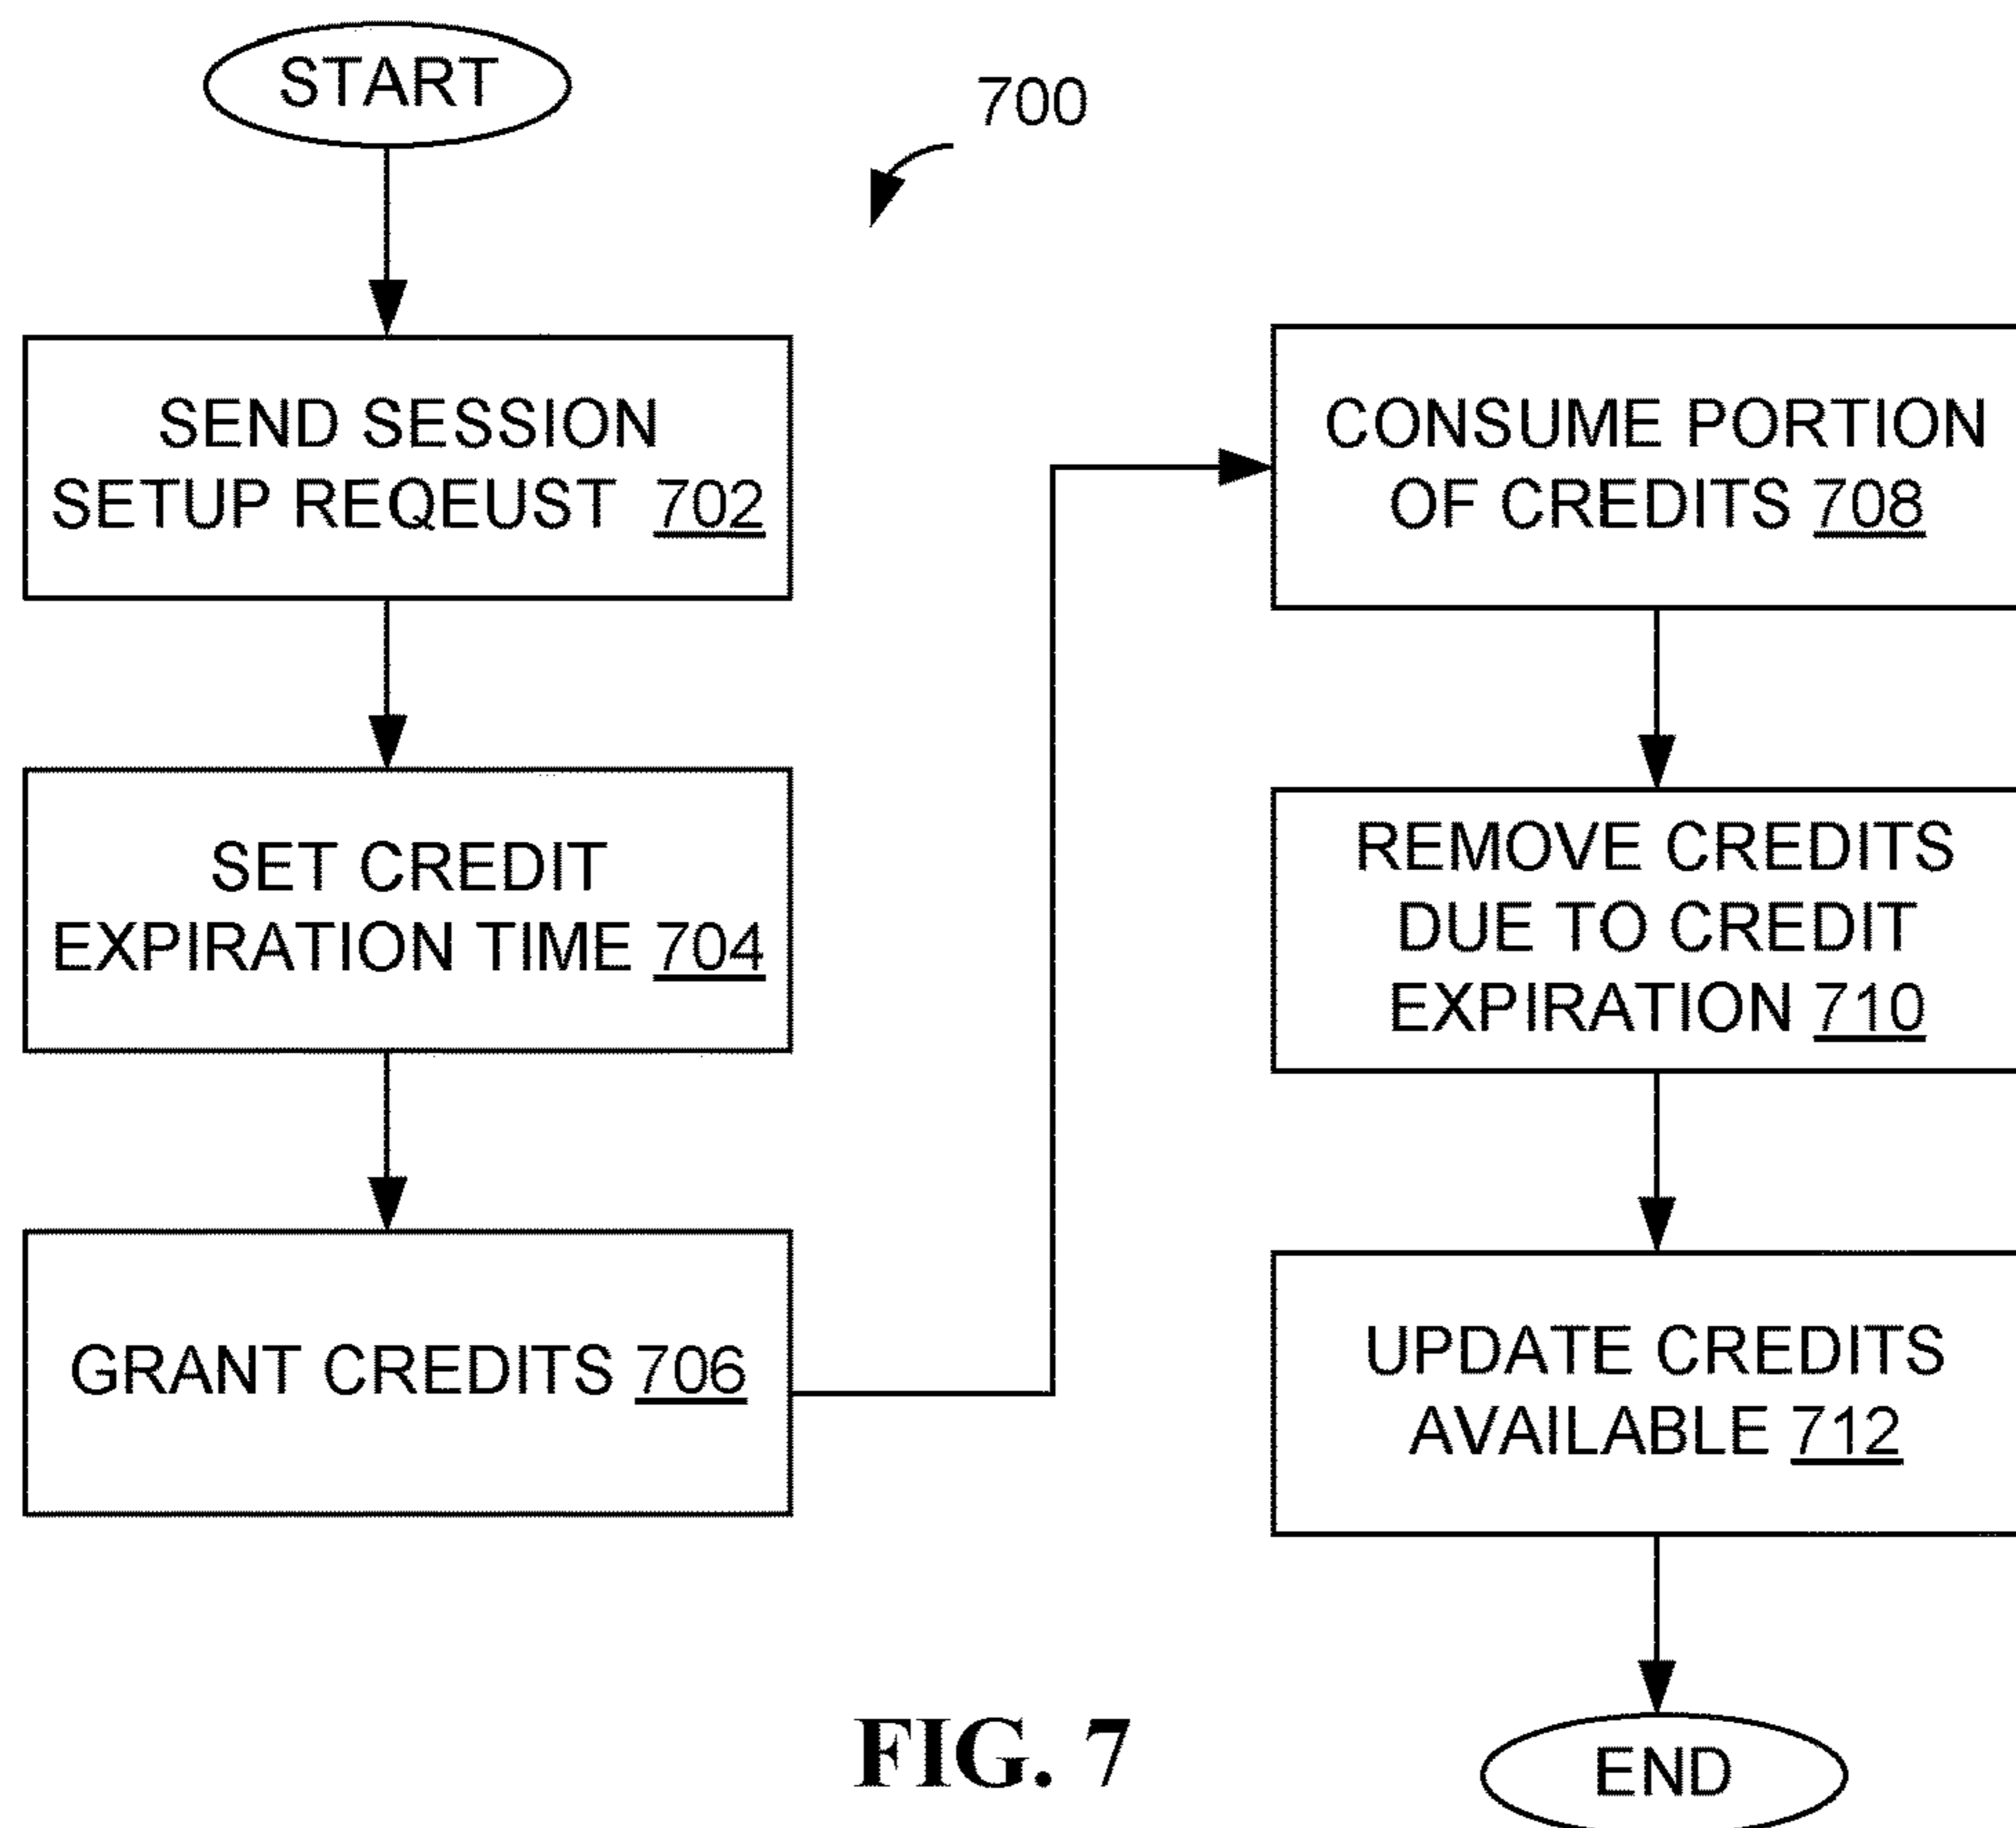 START
700
SEND SESSION
SETUP REQEUST 702
SET CREDIT
EXPIRATION TIME 704
GRANT CREDITS 706
CONSUME PORTION
OF CREDITS 708
REMOVE CREDITS
DUE TO CREDIT
EXPIRATION 710
UPDATE CREDITS
AVAILABLE 712
END
FIG. 7